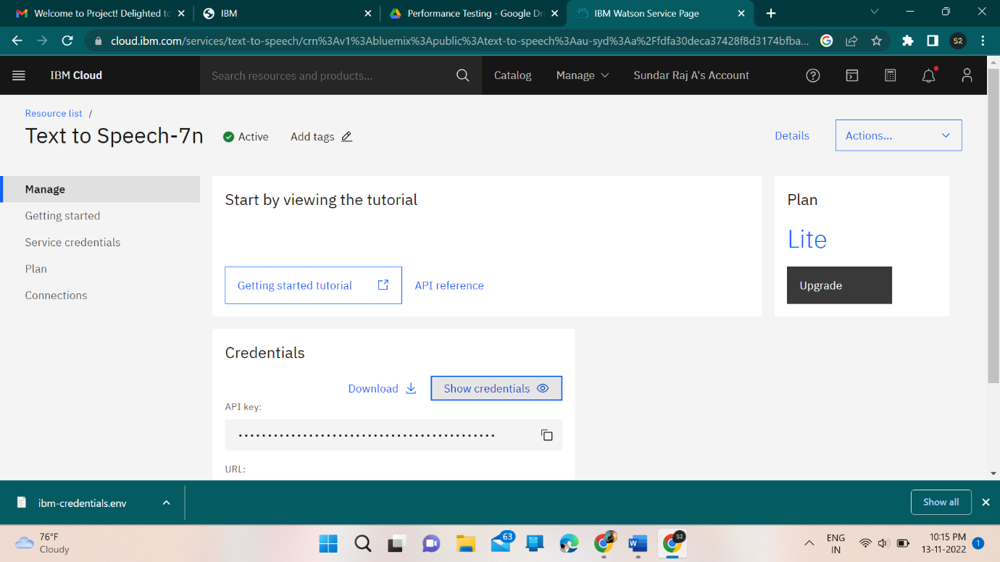 Welcome to Project! Delighted to
IBM
Performance Testing - Google Dri
IBM Watson Service Page
cloud.ibm.com/services/text-to-speech/crn%3Av1%3Abluemix%3Apublic%3Atext-to-speech%3Aau-syd%3Aa%2Ffdfa30deca37428f8d3174bfba...
52
IBM Cloud
Search resources and products...
Catalog
Manage
Sundar Raj A's Account
Resource list /
Text to Speech-7n
Active
Add tags
Details
Actions...
Manage
Getting started
Service credentials
Plan
Connections
Start by viewing the tutorial
Getting started tutorial
API reference
Plan
Lite
Upgrade
Credentials
Download
Show credentials
API key:
URL:
ibm-credentials.env
Show all
76°F
Cloudy
63
52
ENG
IN
10:15 PM
13-11-2022
1